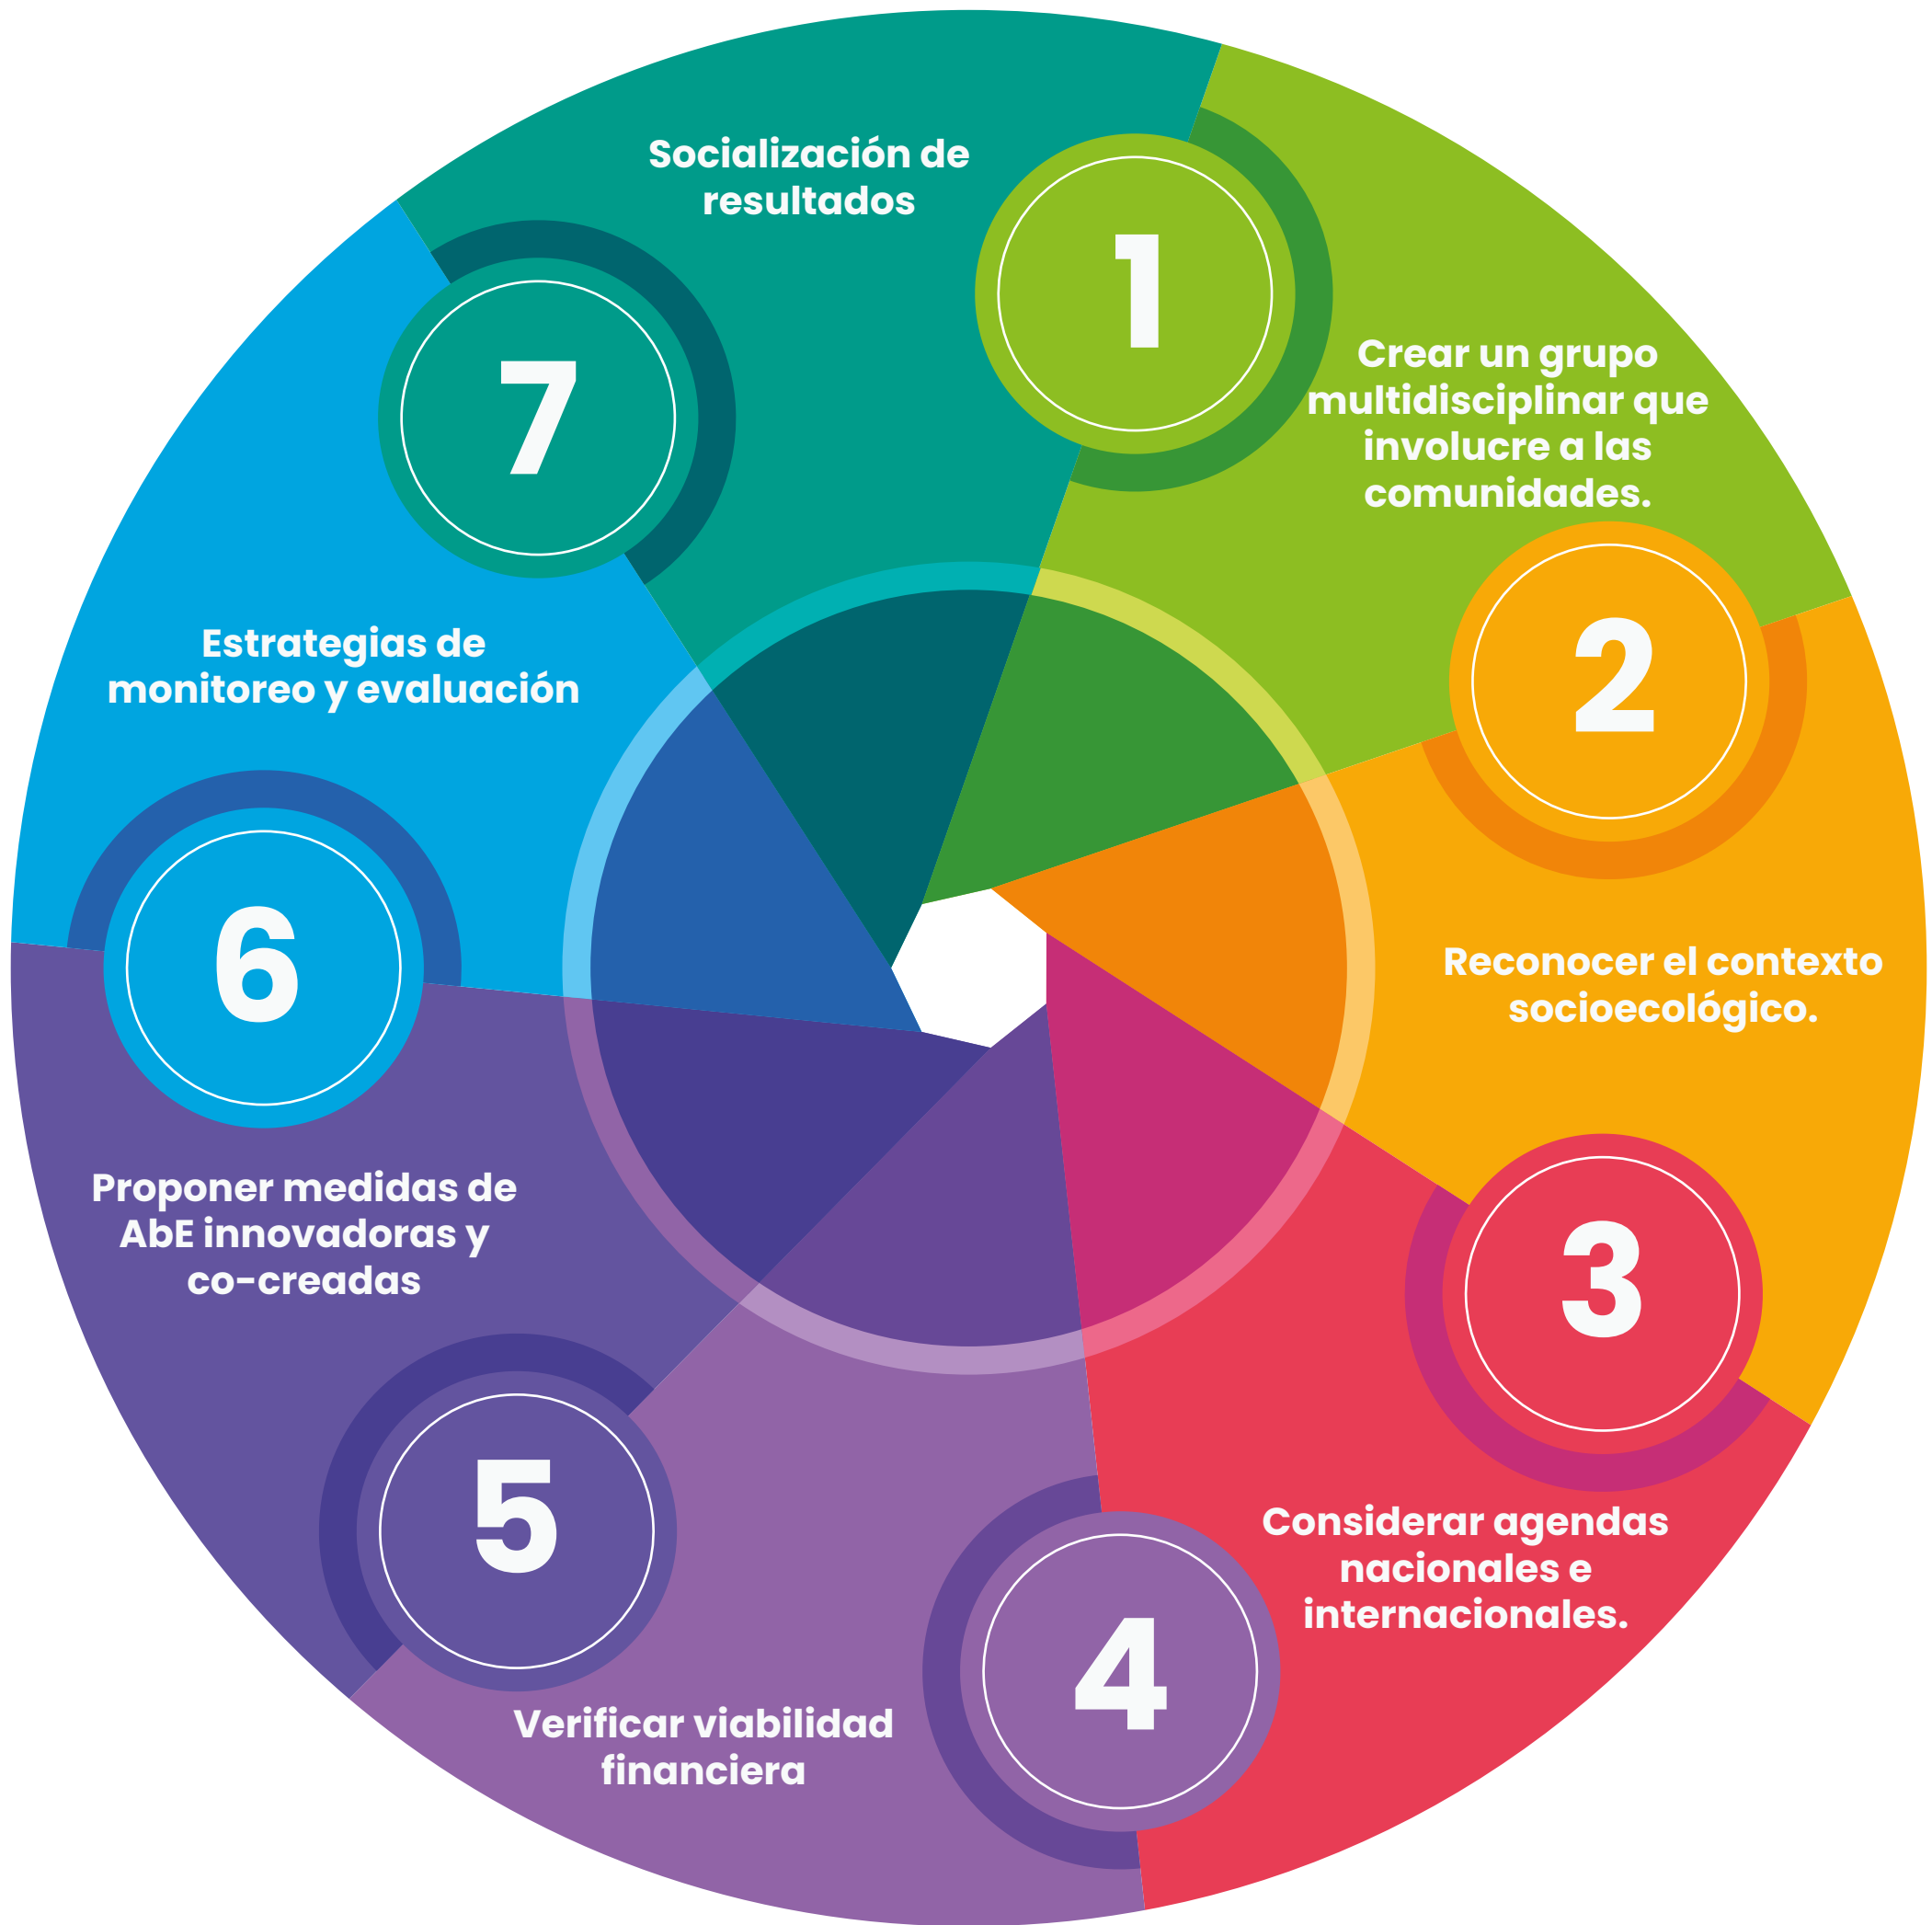 1
Crear un grupo
multidisciplinar que
involucre a las
comunidades.
2
Reconocer el contexto
socioecológico.
3
Considerar agendas
nacionales e
internacionales.
4
Verificar viabilidad
financiera
5
Proponer medidas de
AbE innovadoras y
co-creadas
6
Estrategias de
monitoreo y evaluación
7
Socialización de
resultados